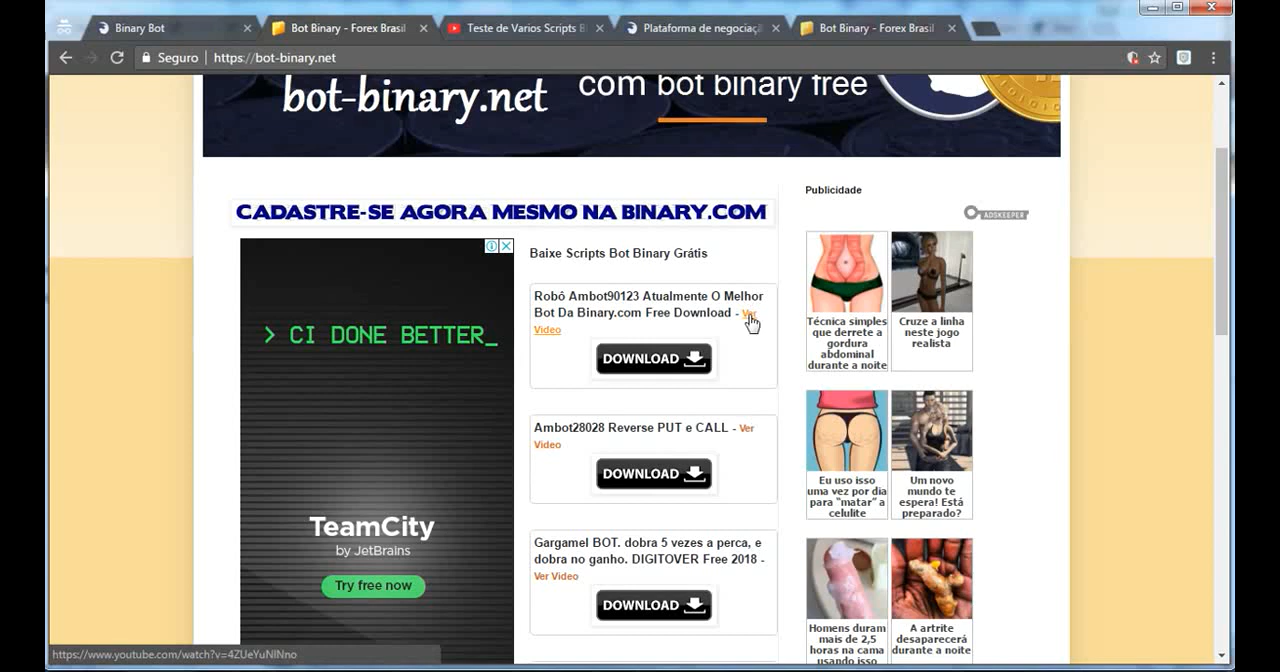 Binary Bot
Bot Binary - Forex Brasil
Teste de Varios Scripts B
Plataforma de negociaçã
Bot Binary - Forex Brasil
Seguro
https://bot-binary.net
bot-binary.net
com bot binary free
CADASTRE-SE AGORA MESMO NA BINARY.COM
> CI DONE BETTER_
TeamCity
by JetBrains
Try free now
Baixe Scripts Bot Binary Grátis
Robô Ambot90123 Atualmente O Melhor
Bot Da Binary.com Free Download - Ver
Video
DOWNLOAD
Ambot28028 Reverse PUT e CALL - Ver
Video
DOWNLOAD
Gargamel BOT. dobra 5 vezes a perca, e
dobra no ganho. DIGITOVER Free 2018 -
Ver Video
DOWNLOAD
Publicidade
ADSKEEPER
Técnica simples
que derrete a
gordura
abdominal
durante a noite
Cruze a linha
neste jogo
realista
Eu uso isso
uma vez por dia
para "matar" a
celulite
Um novo
mundo te
espera! Está
preparado?
Homens duram
mais de 2,5
horas na cama
usando isso
A artrite
desaparecerá
durante a noite
https://www.youtube.com/watch?v=4ZUeYuNlNno